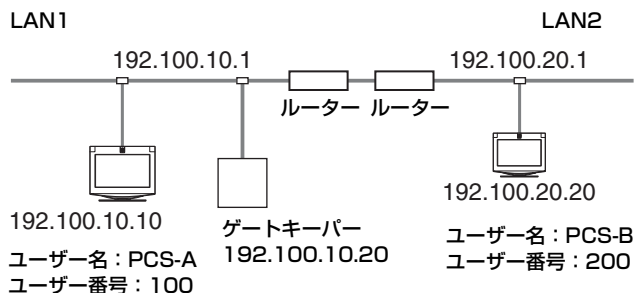 LAN1
LAN2
192.100.10.1
192.100.20.1
ルーター
ルーター
192.100.10.10
ユーザー名：PCS-A
ユーザー番号：100
ゲートキーパー
192.100.10.20
192.100.20.20
ユーザー名：PCS-B
ユーザー番号：200